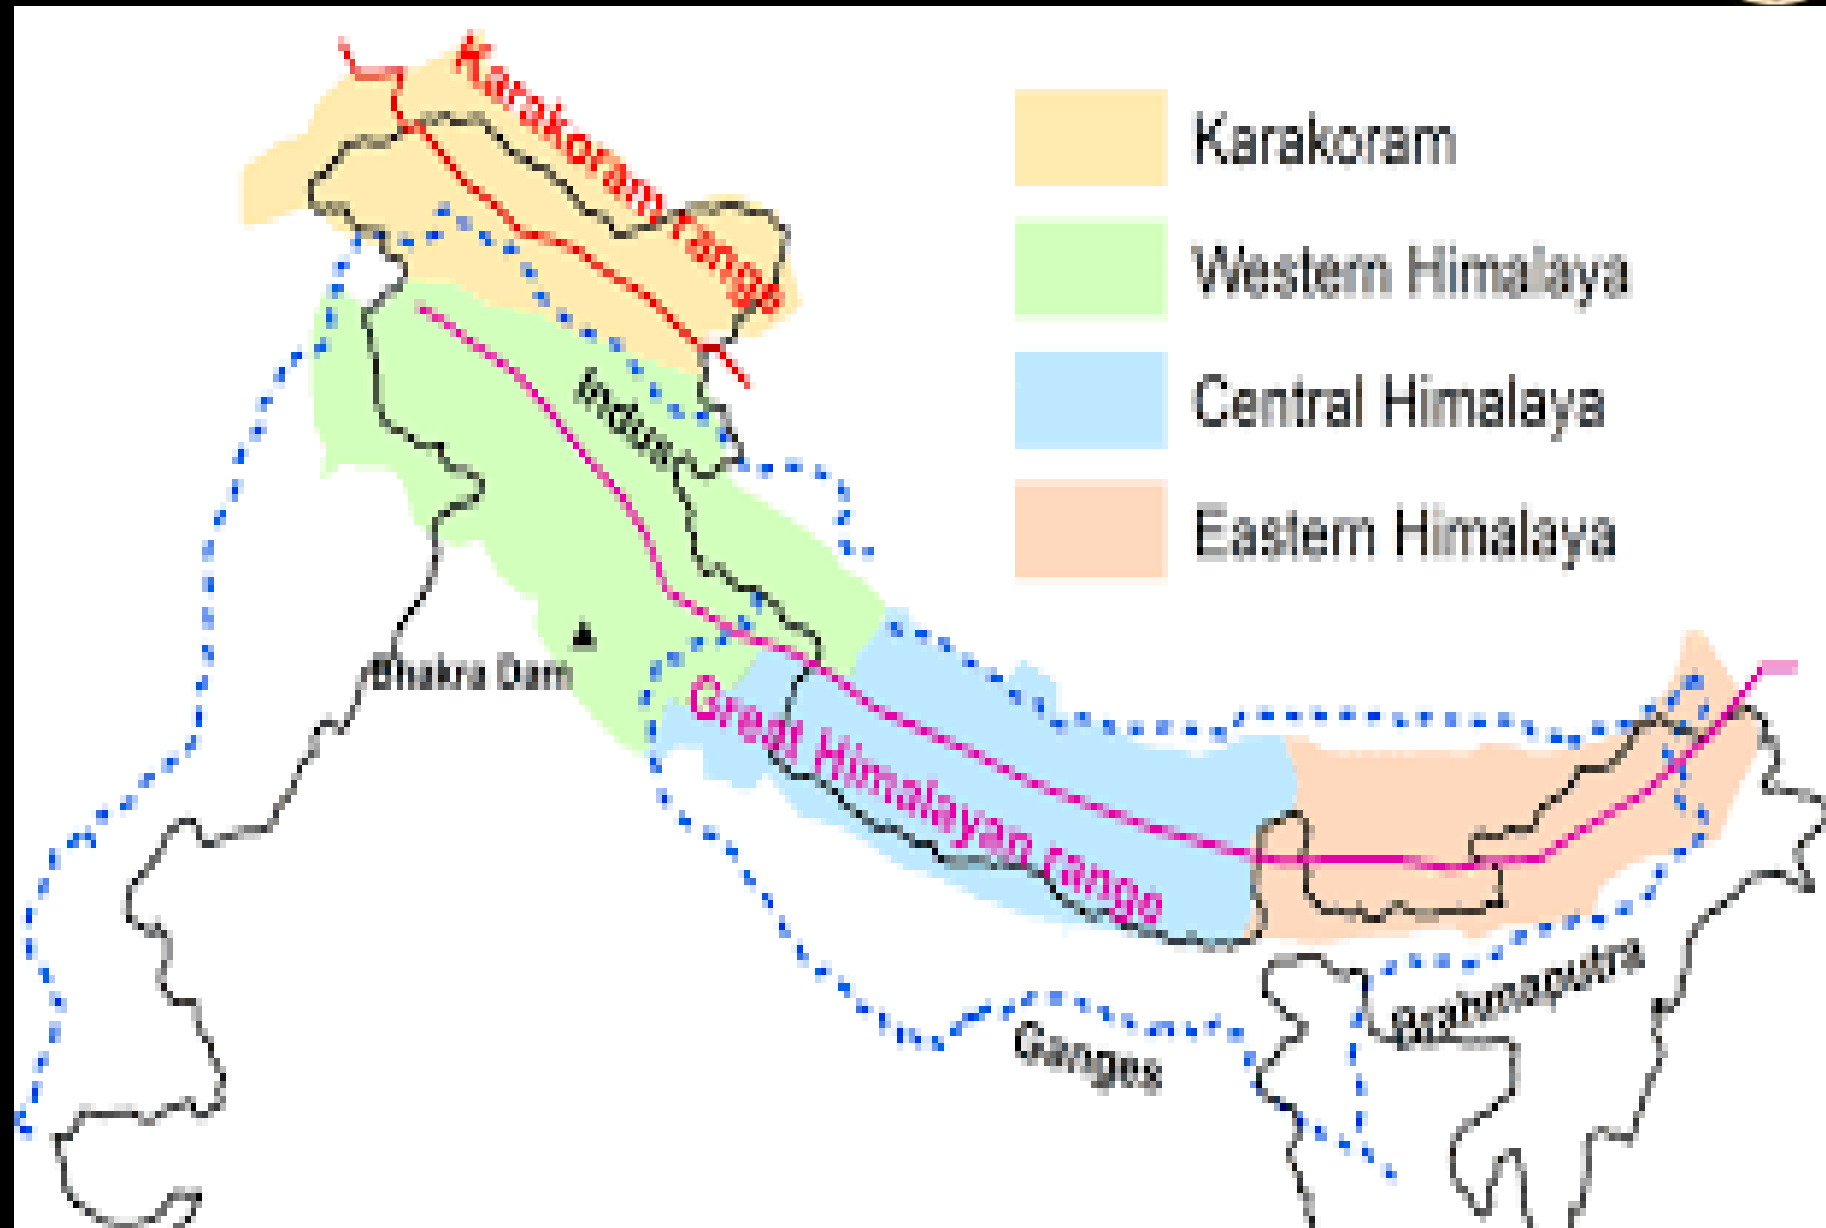 Karakoram range
Karakoram
Western Himalaya
Central Himalaya
Eastern Himalaya
Indus
Bhakra Dam
Great Himalayan range
Brahmaputra
Ganges